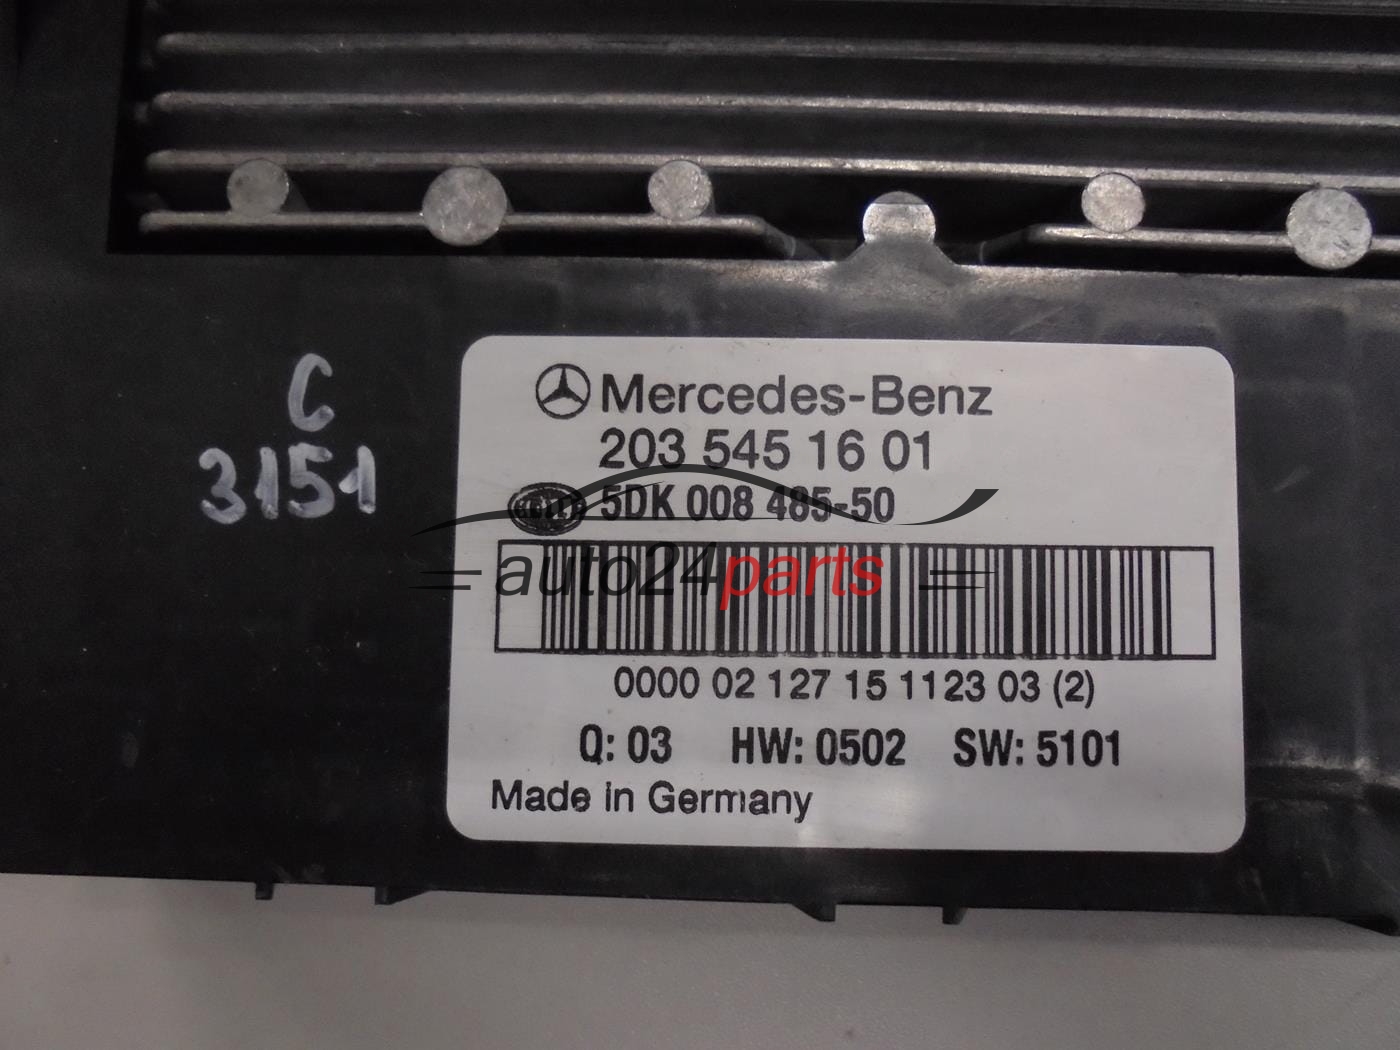 C
3151
Mercedes-Benz
203 545 16 01
HELLA 5DK 008 485-50
auto24parts
0000 02 127 15 1123 03 (2)
Q: 03 HW: 0502 SW: 5101
Made in Germany